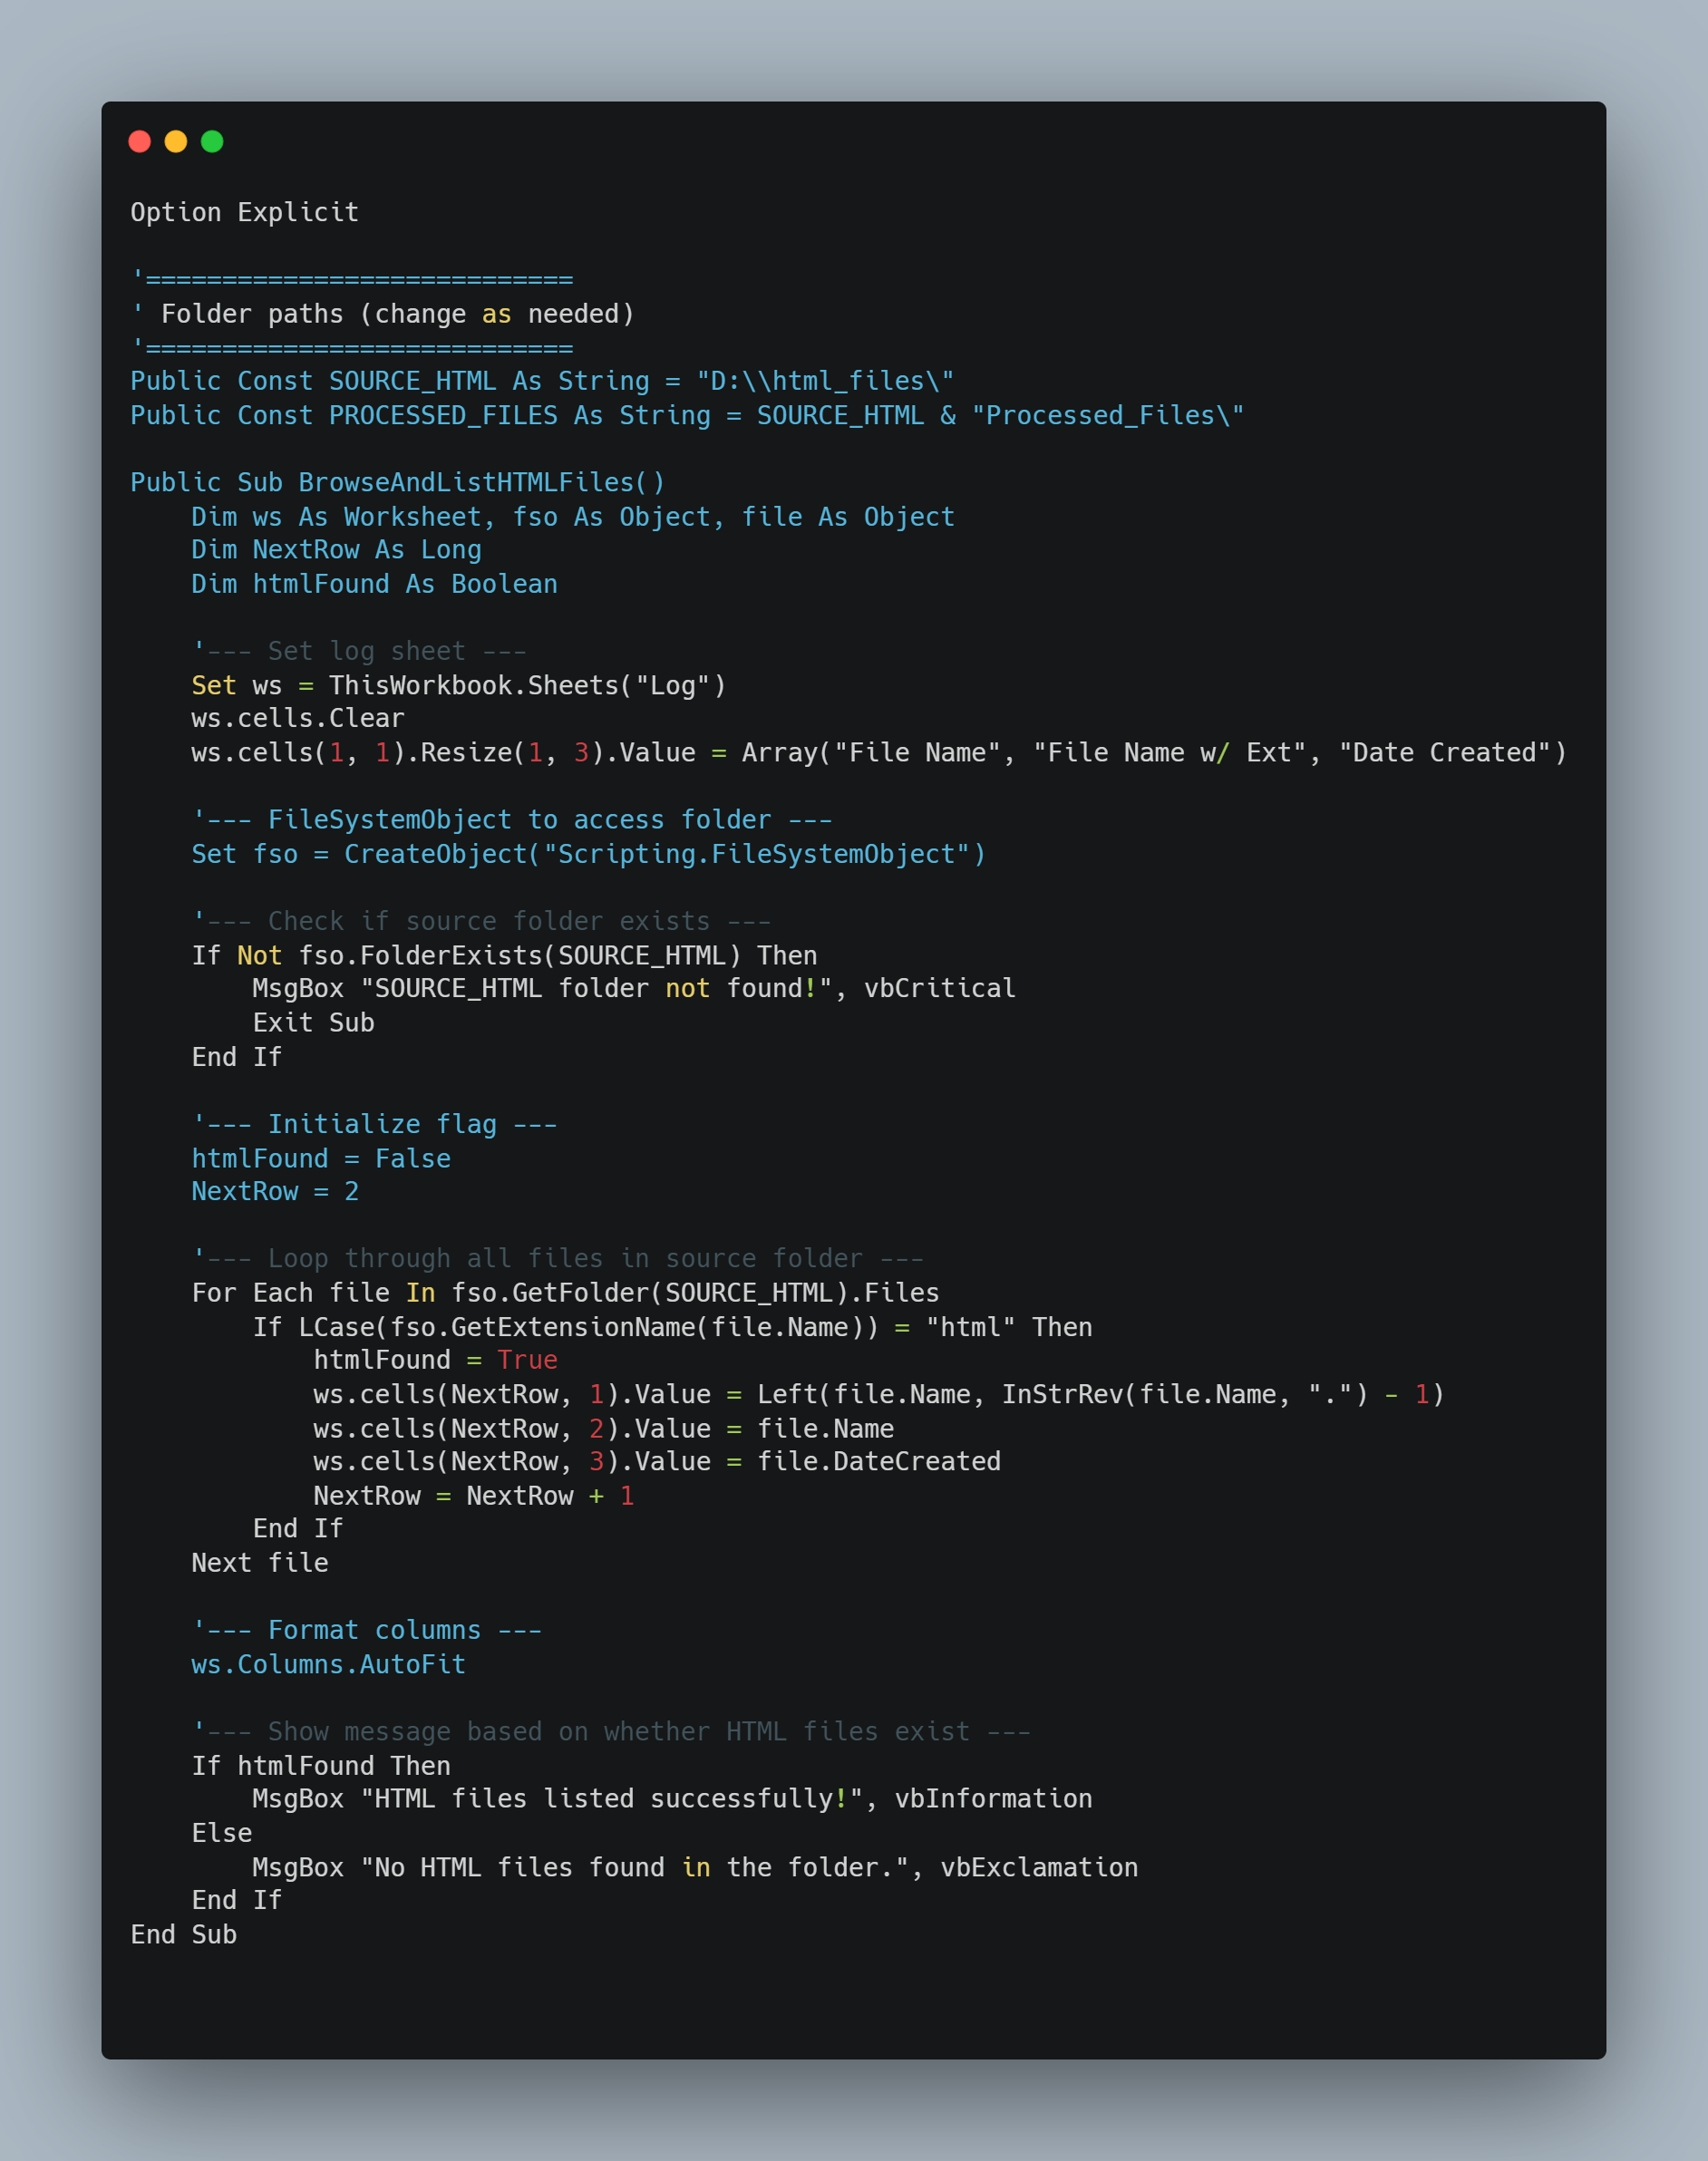 Option Explicit

'============================
' Folder paths (change as needed)
'============================
Public Const SOURCE_HTML As String = "D:\\html_files\"
Public Const PROCESSED_FILES As String = SOURCE_HTML & "Processed_Files\"

Public Sub BrowseAndListHTMLFiles()
    Dim ws As Worksheet, fso As Object, file As Object
    Dim NextRow As Long
    Dim htmlFound As Boolean

    '--- Set log sheet ---
    Set ws = ThisWorkbook.Sheets("Log")
    ws.cells.Clear
    ws.cells(1, 1).Resize(1, 3).Value = Array("File Name", "File Name w/ Ext", "Date Created")

    '--- FileSystemObject to access folder ---
    Set fso = CreateObject("Scripting.FileSystemObject")

    '--- Check if source folder exists ---
    If Not fso.FolderExists(SOURCE_HTML) Then
        MsgBox "SOURCE_HTML folder not found!", vbCritical
        Exit Sub
    End If

    '--- Initialize flag ---
    htmlFound = False
    NextRow = 2

    '--- Loop through all files in source folder ---
    For Each file In fso.GetFolder(SOURCE_HTML).Files
        If LCase(fso.GetExtensionName(file.Name)) = "html" Then
            htmlFound = True
            ws.cells(NextRow, 1).Value = Left(file.Name, InStrRev(file.Name, ".") - 1)
            ws.cells(NextRow, 2).Value = file.Name
            ws.cells(NextRow, 3).Value = file.DateCreated
            NextRow = NextRow + 1
        End If
    Next file

    '--- Format columns ---
    ws.Columns.AutoFit

    '--- Show message based on whether HTML files exist ---
    If htmlFound Then
        MsgBox "HTML files listed successfully!", vbInformation
    Else
        MsgBox "No HTML files found in the folder.", vbExclamation
    End If
End Sub